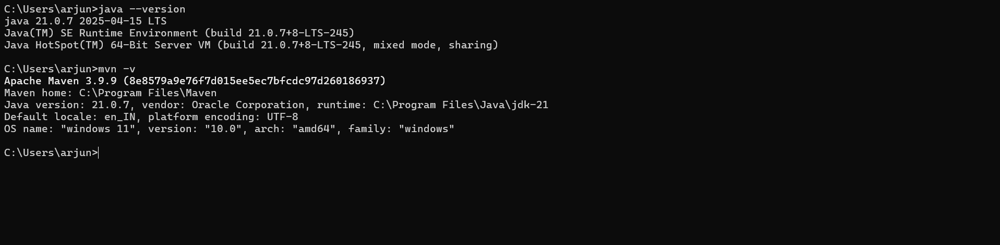 C:\Users\arjun>java --version
java 21.0.7 2025-04-15 LTS
Java(TM) SE Runtime Environment (build 21.0.7+8-LTS-245)
Java HotSpot(TM) 64-Bit Server VM (build 21.0.7+8-LTS-245, mixed mode, sharing)
C:\Users\arjun>mvn -v
Apache Maven 3.9.9 (8e8579a9e76f7d015ee5ec7bfcdc97d260186937)
Maven home: C:\Program Files\Maven
Java version: 21.0.7, vendor: Oracle Corporation, runtime: C:\Program Files\Java\jdk-21
Default locale: en_IN, platform encoding: UTF-8
OS name: "windows 11", version: "10.0", arch: "amd64", family: "windows"
C:\Users\arjun>